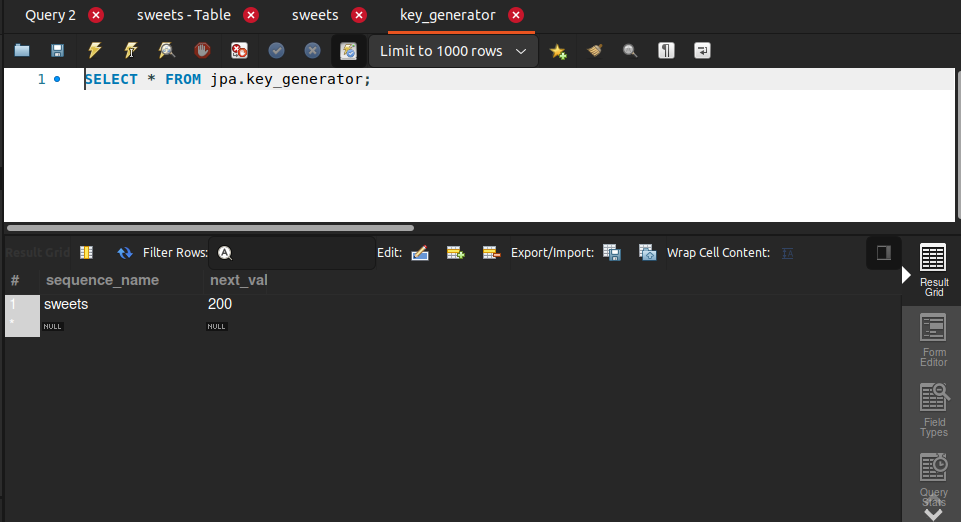 Query 2 sweets - Table sweets key_generator
Limit to 1000 rows
1 SELECT * FROM jpa.key_generator;
Result Grid Filter Rows: A Edit: Export/Import: Wrap Cell Content: IA
# sequence_name next_val
1 sweets 200
* NULL NULL
Result
Grid
Form
Editor
Field
Types
Query
Stats